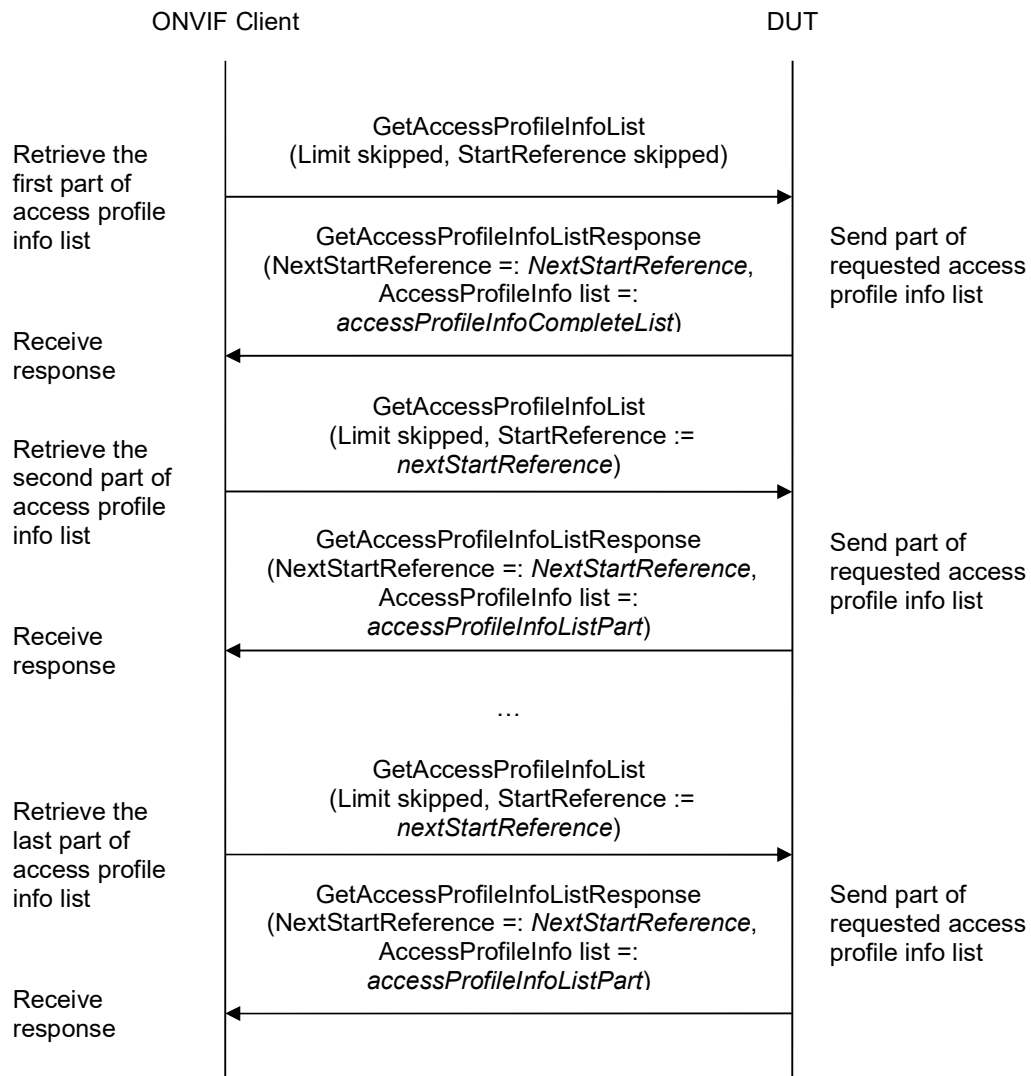 ONVIF Client
DUT
GetAccessProfileInfoList
(Limit skipped, StartReference skipped)
Retrieve the
first part of
access profile
info list
GetAccessProfileInfoListResponse
(NextStartReference =: NextStartReference,
AccessProfileInfo list =:
accessProfileInfoCompleteList)
Send part of
requested access
profile info list
Receive
response
GetAccessProfileInfoList
(Limit skipped, StartReference :=
nextStartReference)
Retrieve the
second part of
access profile
info list
GetAccessProfileInfoListResponse
(NextStartReference =: NextStartReference,
AccessProfileInfo list =:
accessProfileInfoListPart)
Send part of
requested access
profile info list
Receive
response
…
GetAccessProfileInfoList
(Limit skipped, StartReference :=
nextStartReference)
Retrieve the
last part of
access profile
info list
GetAccessProfileInfoListResponse
(NextStartReference =: NextStartReference,
AccessProfileInfo list =:
accessProfileInfoListPart)
Send part of
requested access
profile info list
Receive
response